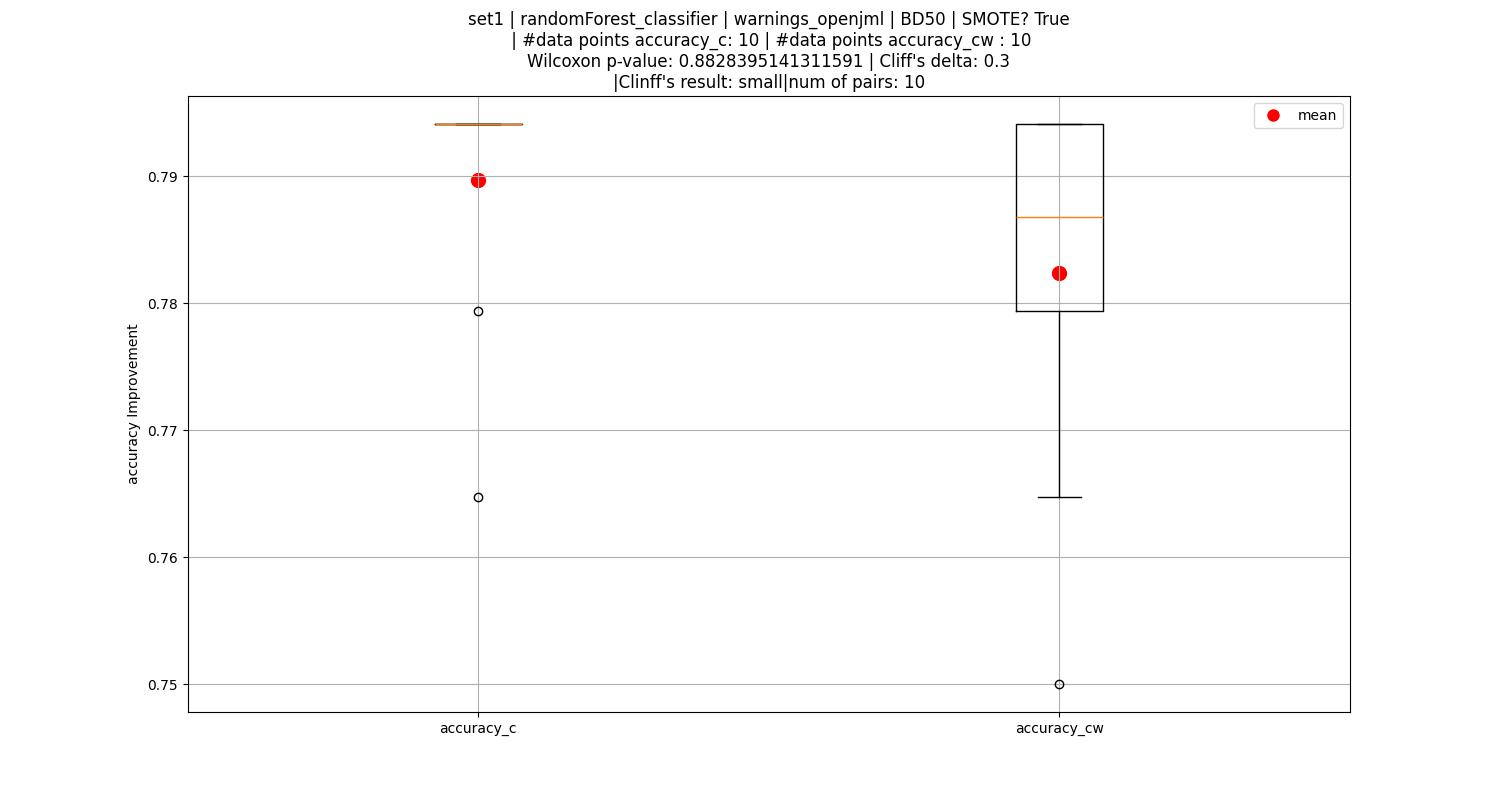 set1 | randomForest_classifier | warnings_openjml | BD50 | SMOTE? True
| #data points accuracy_c: 10 | #data points accuracy_cw : 10
Wilcoxon p-value: 0.8828395141311591 | Cliff's delta: 0.3
|Clinff's result: small|num of pairs: 10
mean
0.79
0.78
0.77
0.76
0.75
accuracy Improvement
accuracy_c
accuracy_cw